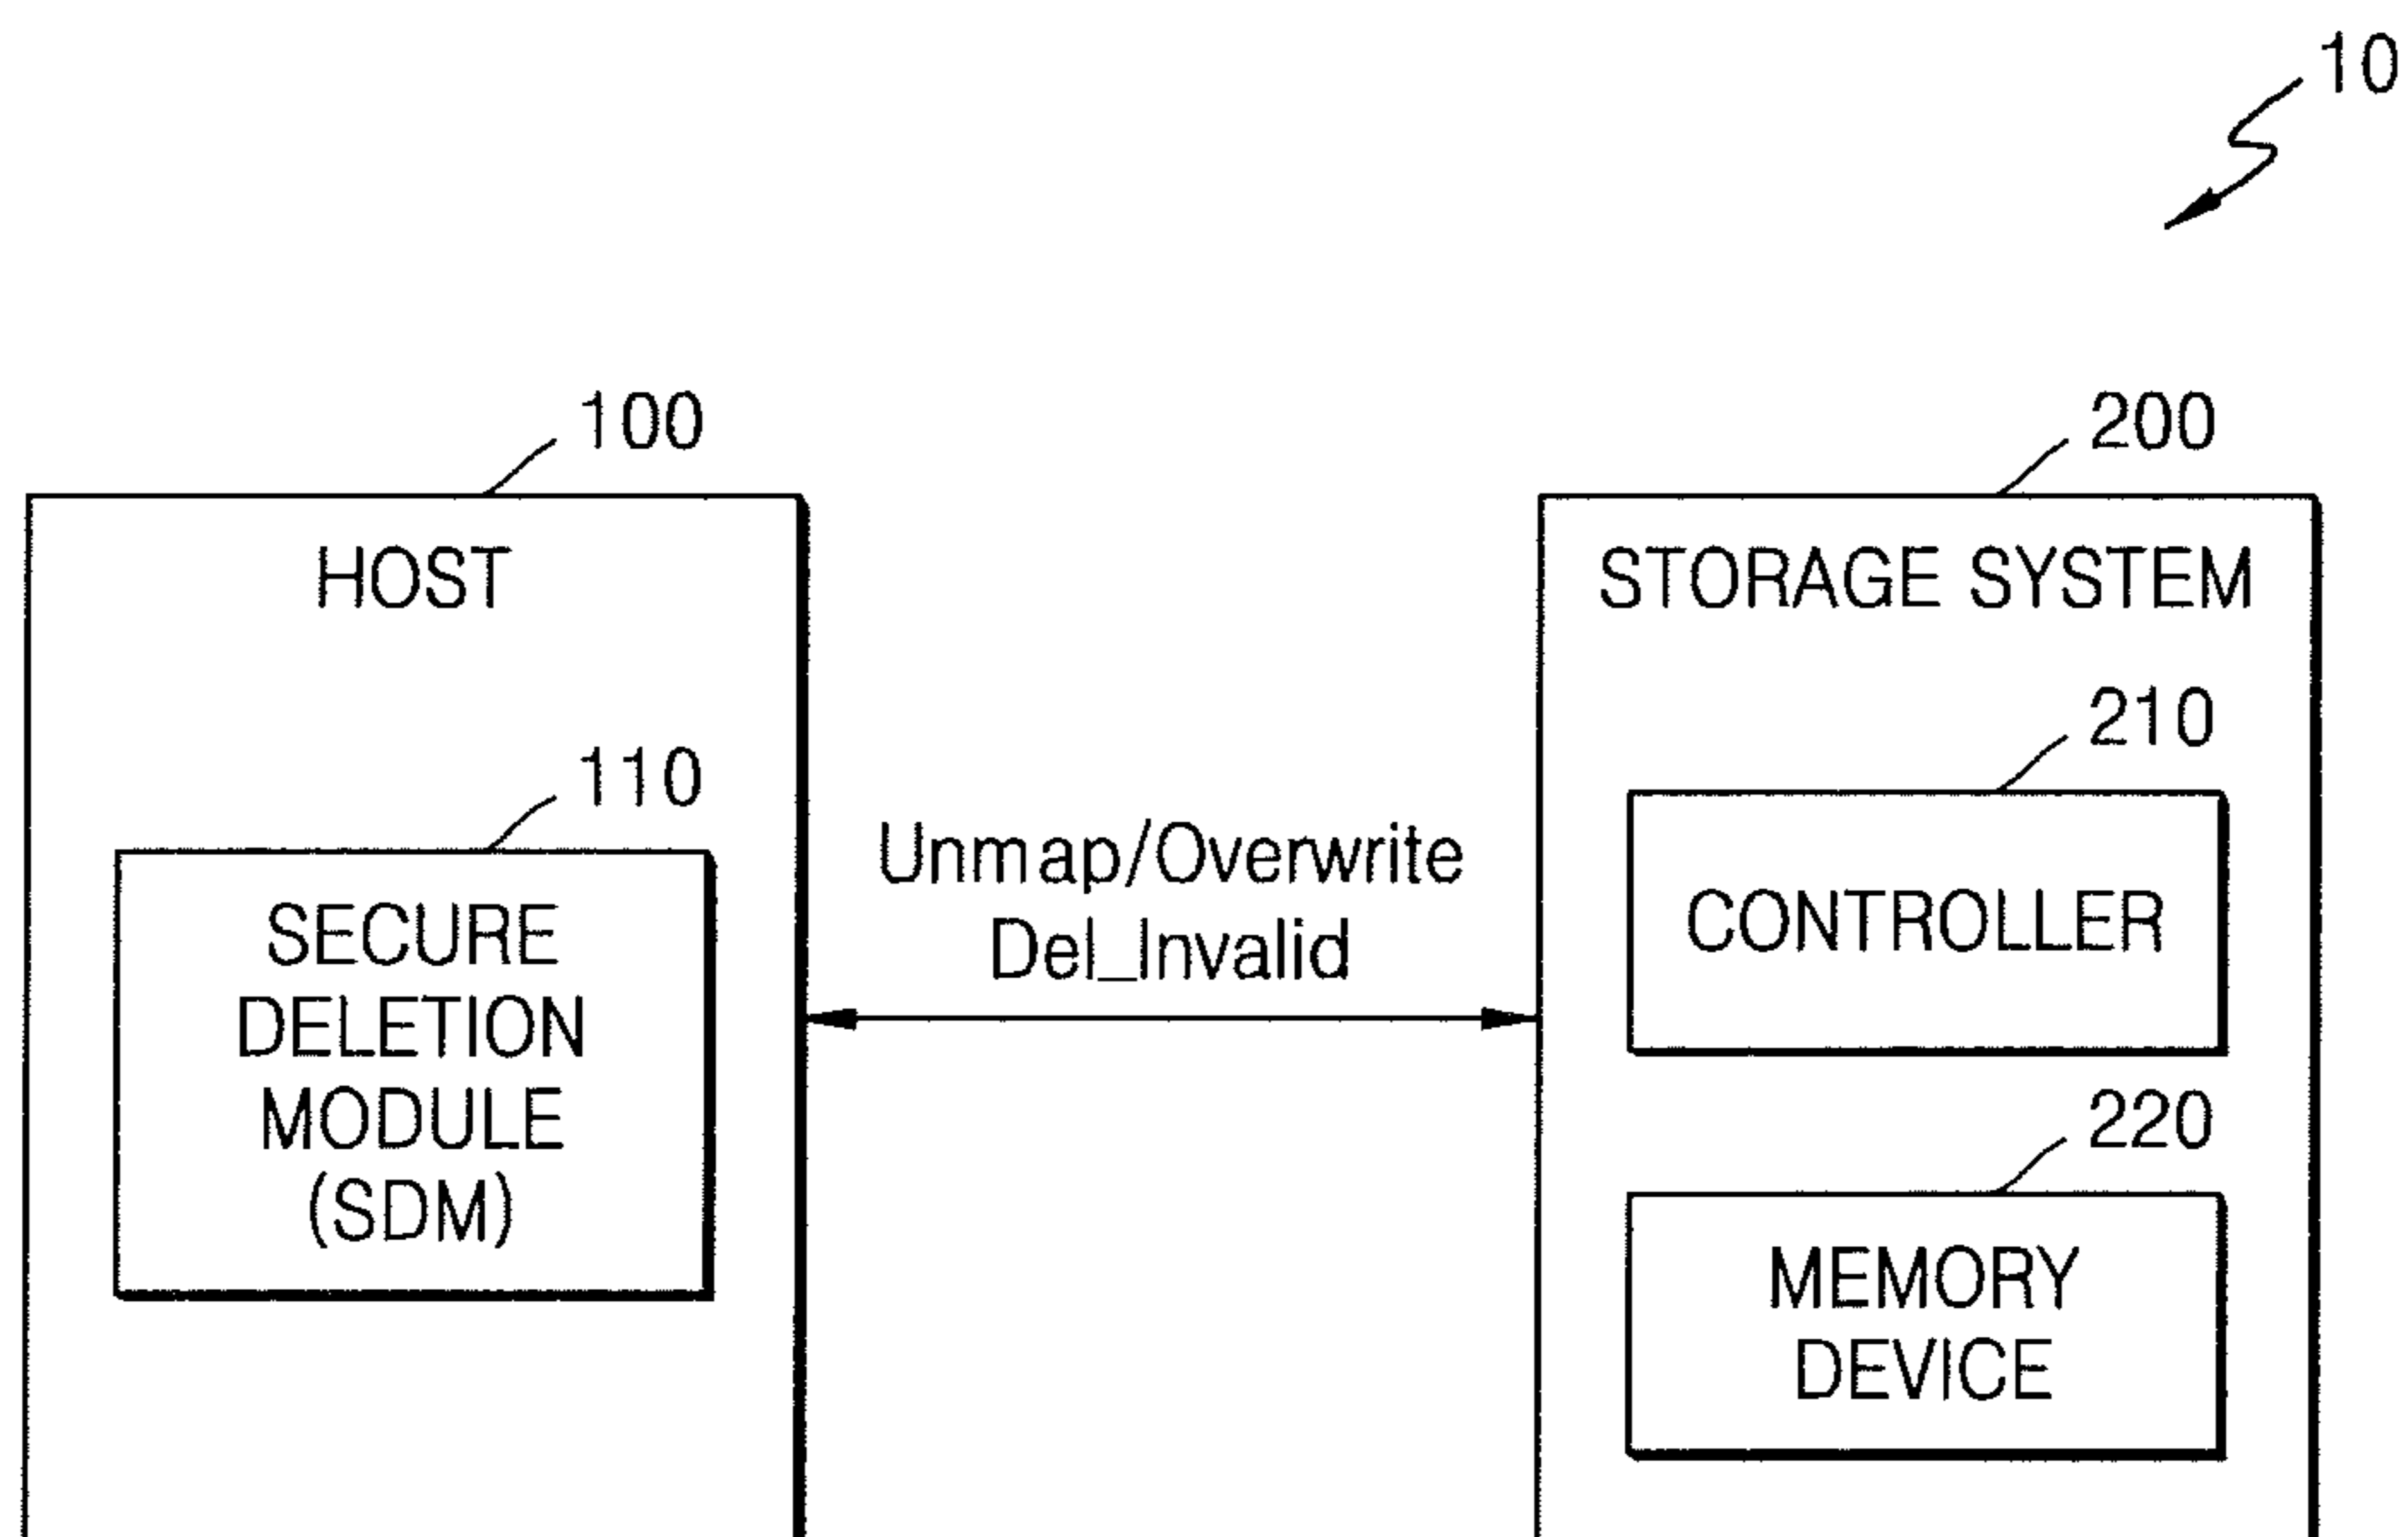 10
100
HOST
110
SECURE
DELETION
MODULE
(SDM)
Unmap/Overwrite
Del_Invalid
200
STORAGE SYSTEM
210
CONTROLLER
220
MEMORY
DEVICE